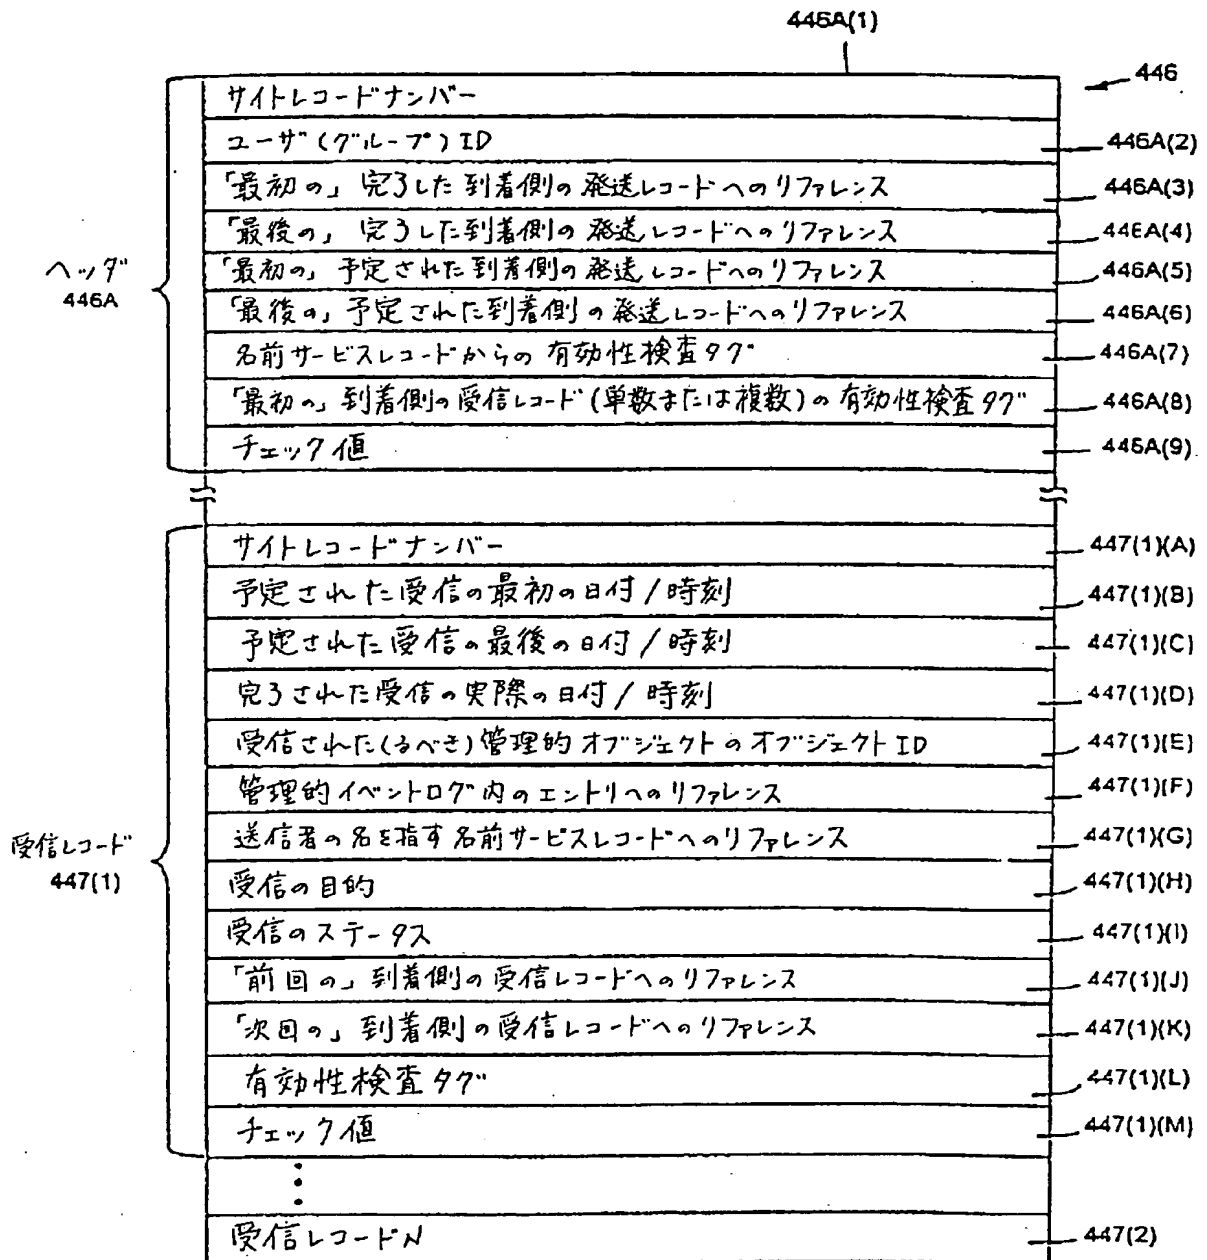 446A(1)
446
サイトレコードナンバー
ユーザ(グループ)ID 446A(2)
「最初の」完了した到着側の発送レコードへのリファレンス 446A(3)
「最後の」完了した到着側の発送レコードへのリファレンス 446A(4)
「最初の」予定された到着側の発送レコードへのリファレンス 446A(5)
「最後の」予定された到着側の発送レコードへのリファレンス 446A(6)
名前サービスレコードからの有効性検査タグ 446A(7)
「最初の」到着側の受信レコード(単数または複数)の有効性検査タグ 446A(8)
チェック値 446A(9)
ヘッダ
446A
サイトレコードナンバー 447(1)(A)
予定された受信の最初の日付/時刻 447(1)(B)
予定された受信の最後の日付/時刻 447(1)(C)
完了された受信の実際の日付/時刻 447(1)(D)
受信された(るべき)管理的オブジェクトのオブジェクトID 447(1)(E)
管理的イベントログ内のエントリへのリファレンス 447(1)(F)
送信者の名を指す名前サービスレコードへのリファレンス 447(1)(G)
受信の目的 447(1)(H)
受信のステータス 447(1)(I)
「前回の」到着側の受信レコードへのリファレンス 447(1)(J)
「次回の」到着側の受信レコードへのリファレンス 447(1)(K)
有効性検査タグ 447(1)(L)
チェック値 447(1)(M)
受信レコード
447(1)
受信レコードN 447(2)